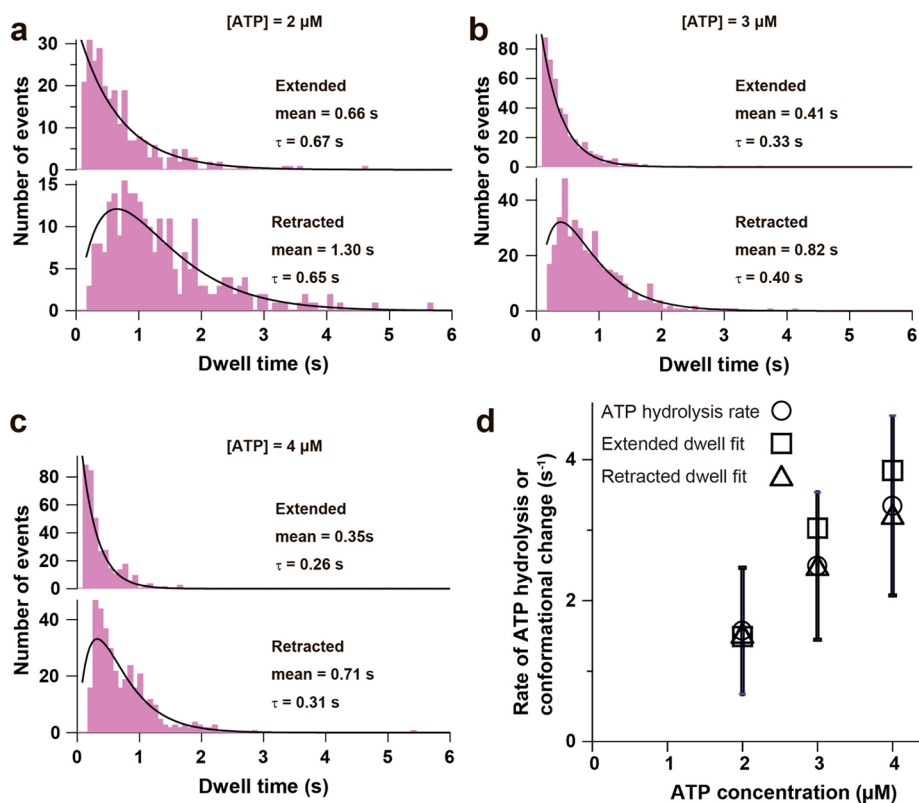 a
[ATP] = 2 µM
30
20
10
0
Extended
mean = 0.66 s
τ = 0.67 s
15
10
5
0
Retracted
mean = 1.30 s
τ = 0.65 s
Number of events
0 1 2 3 4 5 6
Dwell time (s)
b
[ATP] = 3 µM
80
60
40
20
0
Extended
mean = 0.41 s
τ = 0.33 s
40
20
0
Retracted
mean = 0.82 s
τ = 0.40 s
Number of events
0 1 2 3 4 5 6
Dwell time (s)
c
[ATP] = 4 µM
80
60
40
20
0
Extended
mean = 0.35s
τ = 0.26 s
40
20
0
Retracted
mean = 0.71 s
τ = 0.31 s
Number of events
0 1 2 3 4 5 6
Dwell time (s)
d
ATP hydrolysis rate
Extended dwell fit
Retracted dwell fit
Rate of ATP hydrolysis or
conformational change (s⁻¹)
4
2
0
0 1 2 3 4
ATP concentration (µM)